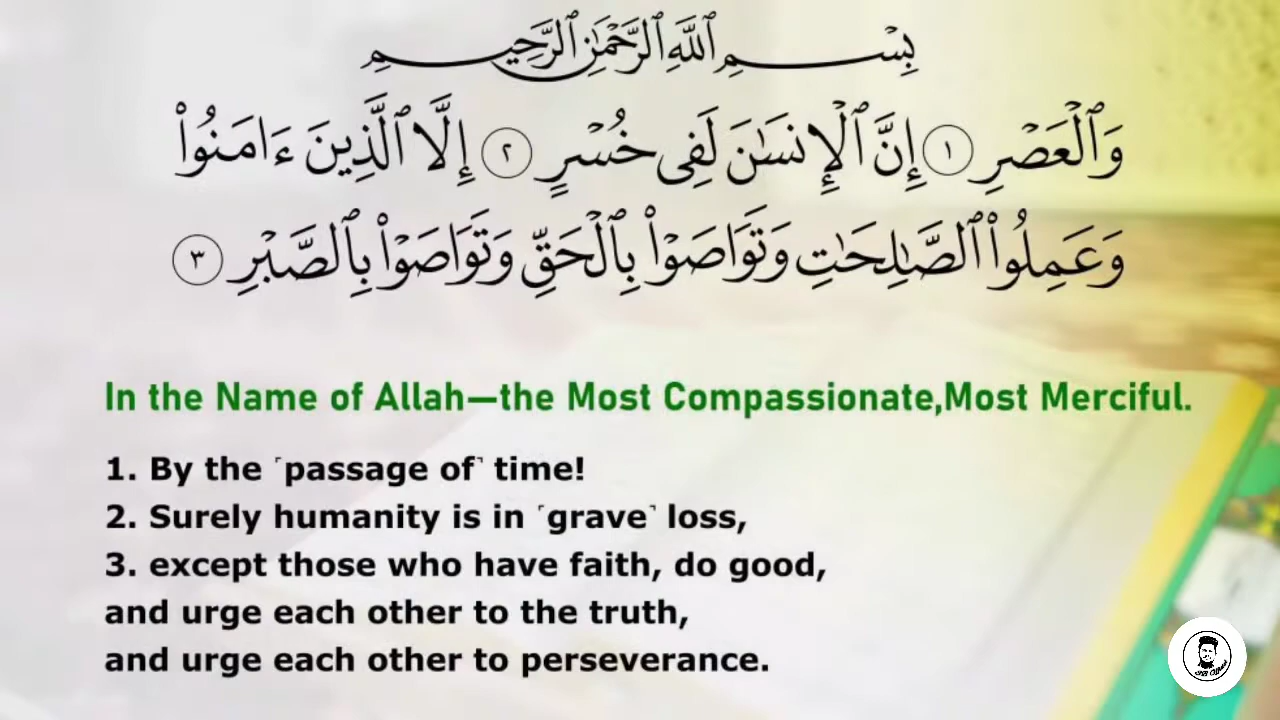 بِسْمِ ٱللَّهِ ٱلرَّحْمَٰنِ ٱلرَّحِيمِ
وَٱلْعَصْرِ ١ إِنَّ ٱلْإِنسَٰنَ لَفِى خُسْرٍ ٢ إِلَّا ٱلَّذِينَ ءَامَنُوا۟
وَعَمِلُوا۟ ٱلصَّٰلِحَٰتِ وَتَوَاصَوْا۟ بِٱلْحَقِّ وَتَوَاصَوْا۟ بِٱلصَّبْرِ ٣
In the Name of Allah—the Most Compassionate,Most Merciful.
1. By the ˹passage of˺ time!
2. Surely humanity is in ˹grave˺ loss,
3. except those who have faith, do good,
and urge each other to the truth,
and urge each other to perseverance.